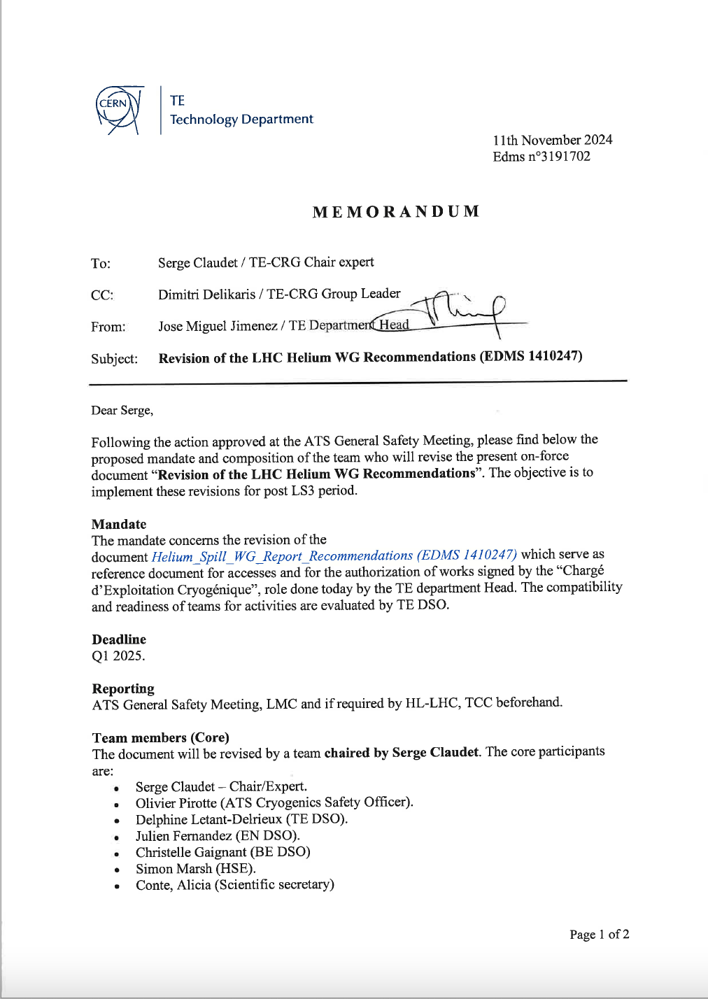 CERN
TE
Technology Department
11th November 2024
Edms n°3191702
MEMORANDUM
To: Serge Claudet / TE-CRG Chair expert
CC: Dimitri Delikaris / TE-CRG Group Leader
From: Jose Miguel Jimenez / TE Department Head
Subject: Revision of the LHC Helium WG Recommendations (EDMS 1410247)
Dear Serge,
Following the action approved at the ATS General Safety Meeting, please find below the
proposed mandate and composition of the team who will revise the present on-force
document “Revision of the LHC Helium WG Recommendations”. The objective is to
implement these revisions for post LS3 period.
Mandate
The mandate concerns the revision of the
document Helium_Spill_WG_Report_Recommendations (EDMS 1410247) which serve as
reference document for accesses and for the authorization of works signed by the “Chargé
d’Exploitation Cryogénique”, role done today by the TE department Head. The compatibility
and readiness of teams for activities are evaluated by TE DSO.
Deadline
Q1 2025.
Reporting
ATS General Safety Meeting, LMC and if required by HL-LHC, TCC beforehand.
Team members (Core)
The document will be revised by a team chaired by Serge Claudet. The core participants
are:
• Serge Claudet – Chair/Expert.
• Olivier Pirotte (ATS Cryogenics Safety Officer).
• Delphine Letant-Delrieux (TE DSO).
• Julien Fernandez (EN DSO).
• Christelle Gaignant (BE DSO)
• Simon Marsh (HSE).
• Conte, Alicia (Scientific secretary)
Page 1 of 2